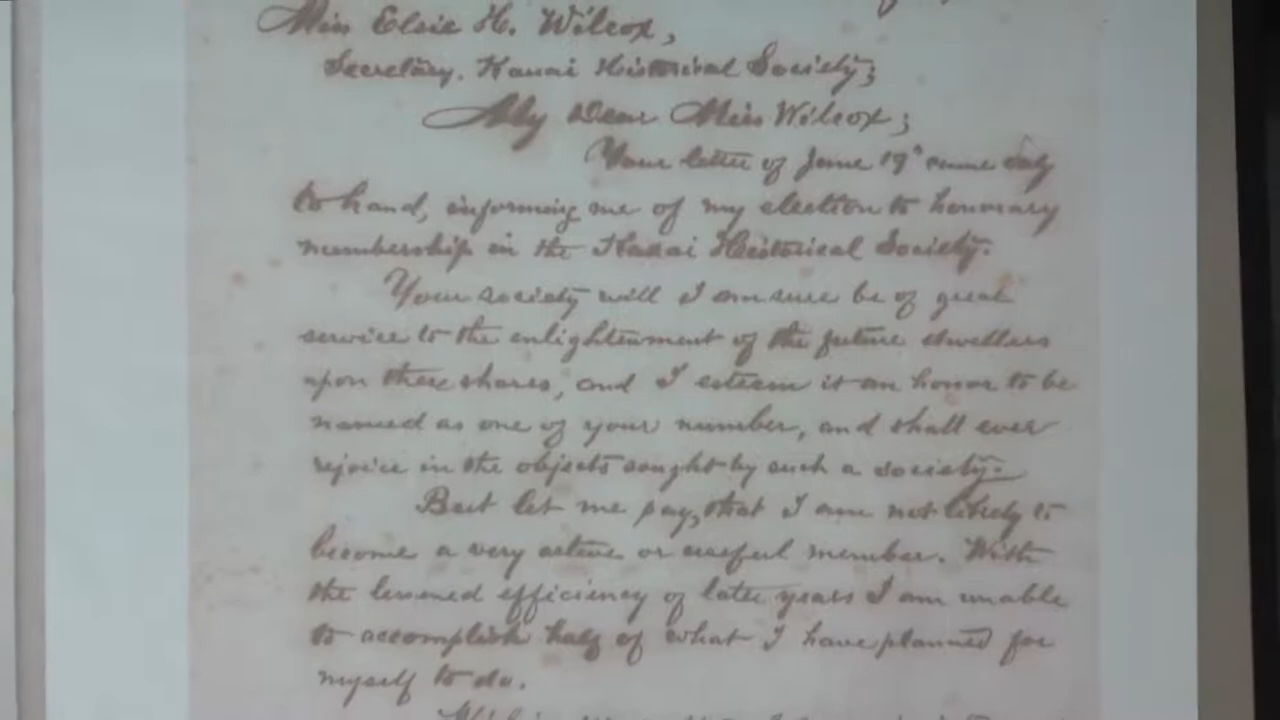 Miss Elsie H. Wilcox,
Secretary, Kauai Historical Society;
My Dear Miss Wilcox;
Your letter of June 19" came duly
to hand, informing me of my election to honorary
membership in the Kauai Historical Society.
Your society will I am sure be of great
service to the enlightenment of the future dwellers
upon these shores, and I esteem it an honor to be
named as one of your number, and shall ever
rejoice in the objects sought by such a society.
But let me say, that I am not likely to
become a very active or useful member. With
the lessened efficiency of later years I am unable
to accomplish half of what I have planned for
myself to do.